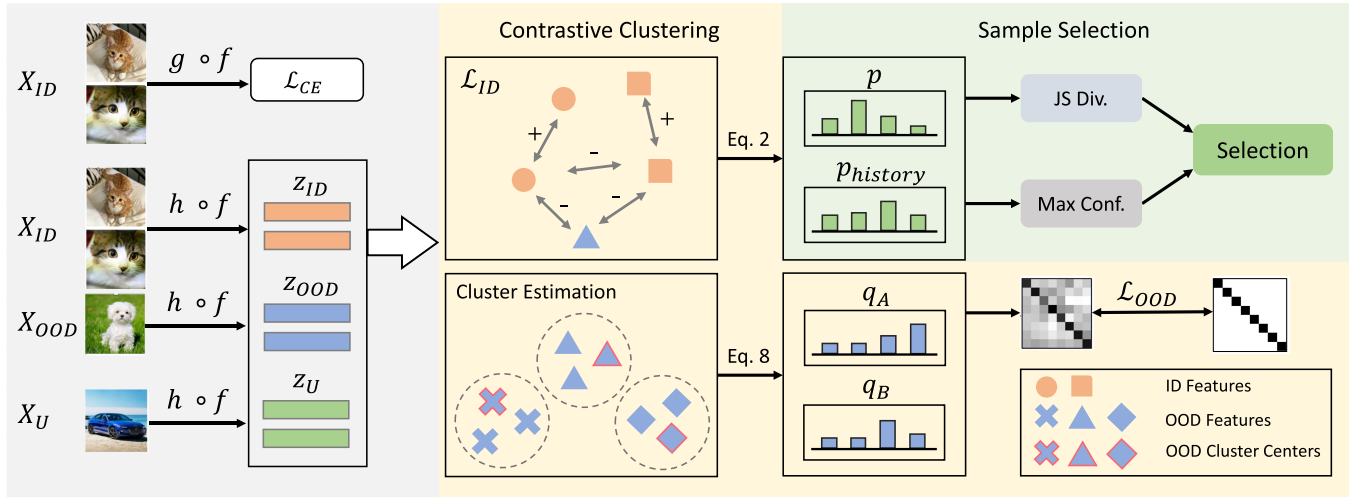 Contrastive Clustering
Sample Selection
X_ID
g ∘ f
ℒ_CE
X_ID
h ∘ f
X_OOD
h ∘ f
X_U
h ∘ f
z_ID
z_OOD
z_U
ℒ_ID
+
+
-
-
-
Eq. 2
p
p_history
JS Div.
Max Conf.
Selection
Cluster Estimation
Eq. 8
q_A
q_B
ℒ_OOD
ID Features
OOD Features
OOD Cluster Centers